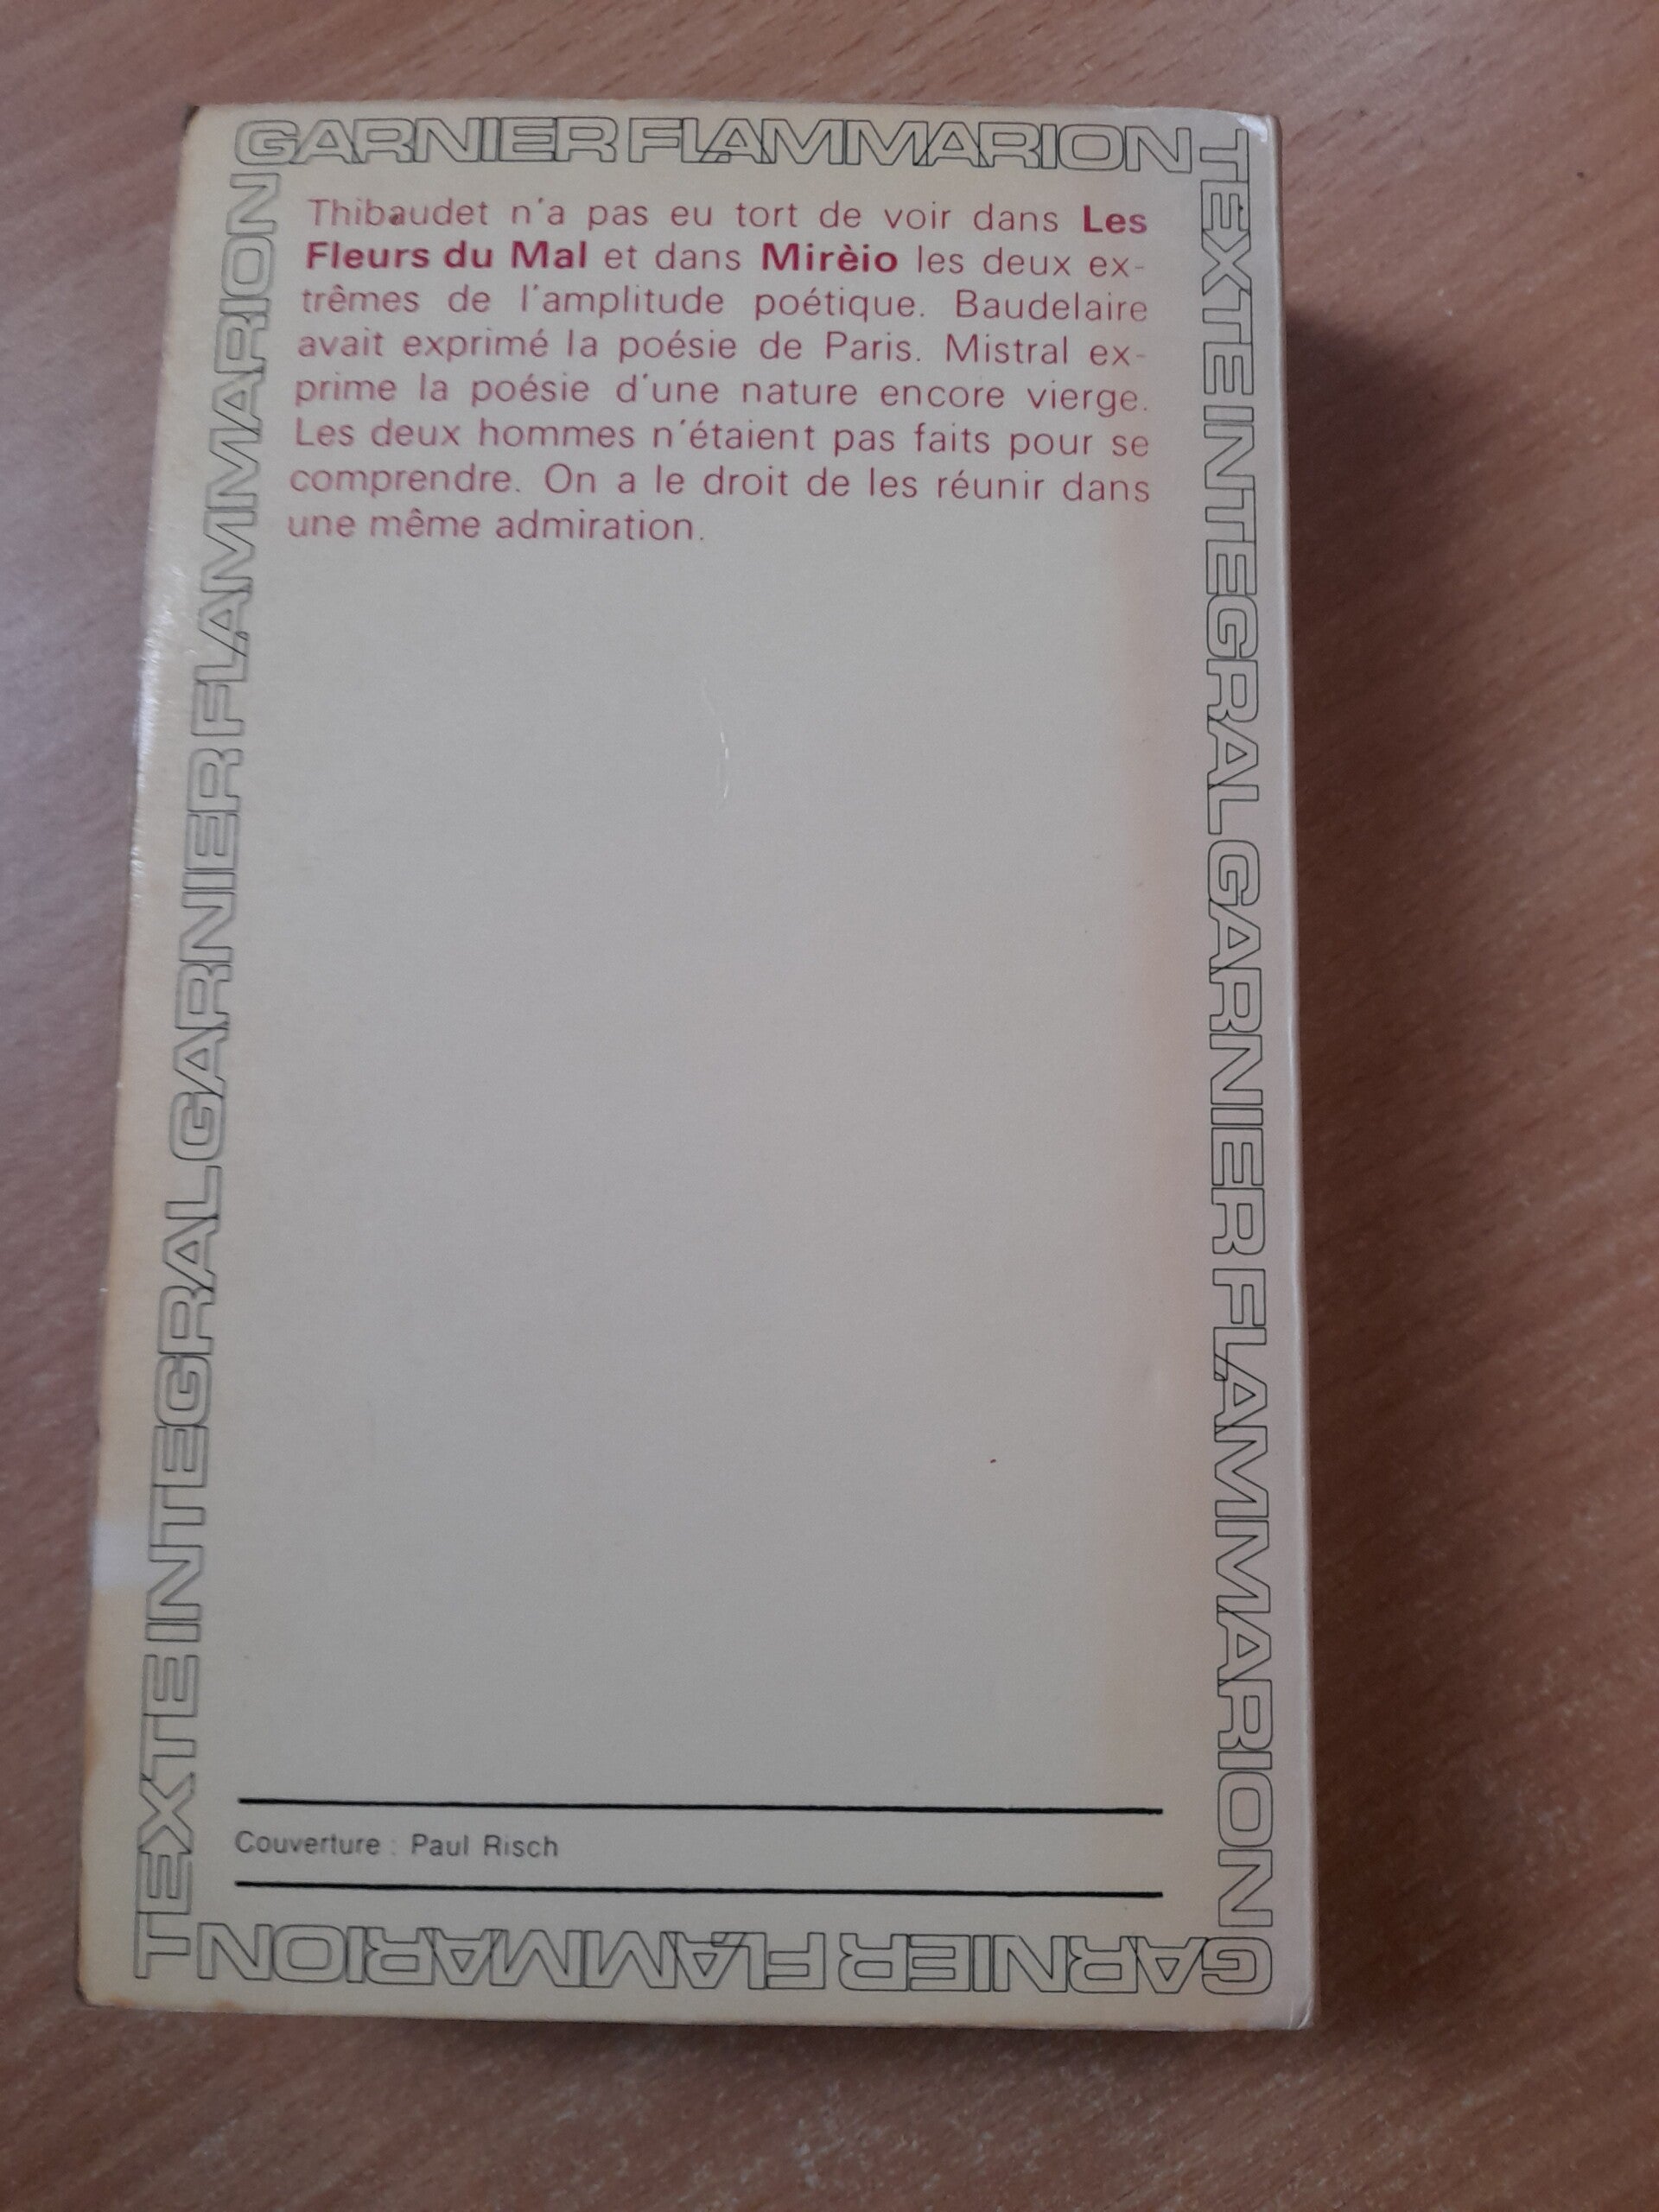 GARNIER FLAMMARION
Thibaudet n'a pas eu tort de voir dans Les
Fleurs du Mal et dans Mirèio les deux ex-
trêmes de l'amplitude poétique. Baudelaire
avait exprimé la poésie de Paris. Mistral ex-
prime la poésie d'une nature encore vierge.
Les deux hommes n'étaient pas faits pour se
comprendre. On a le droit de les réunir dans
une même admiration.
TEXTE INTEGRAL GARNIER FLAMMARION
TEXTE INTEGRAL GARNIER FLAMMARION
Couverture : Paul Risch
GARNIER FLAMMARION